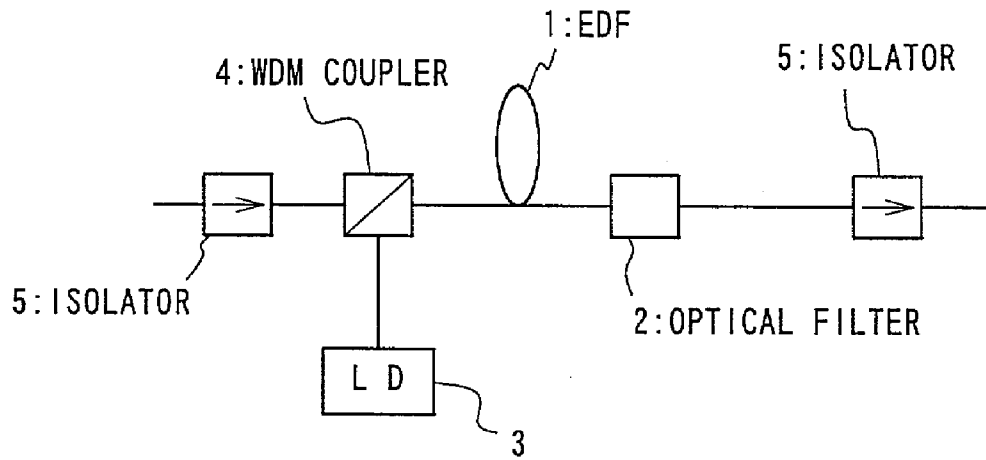 1:EDF
4:WDM COUPLER
5:ISOLATOR
5:ISOLATOR
2:OPTICAL FILTER
L D
3